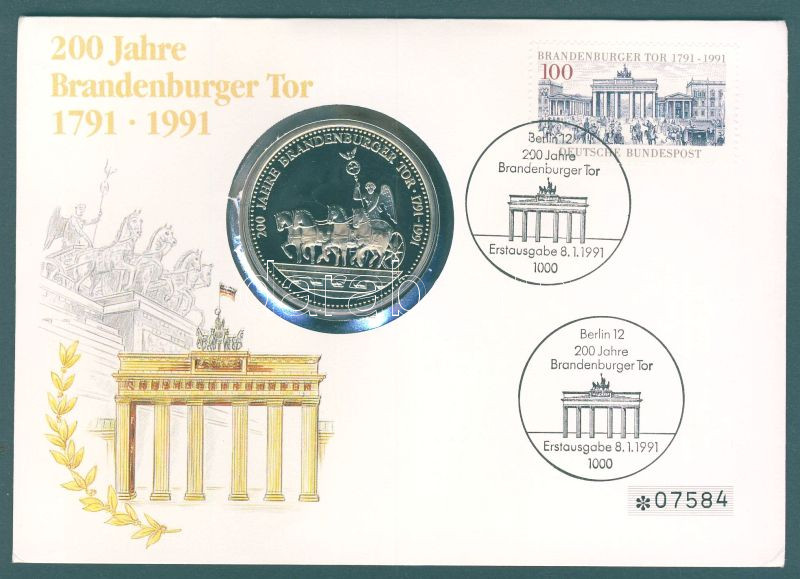 200 Jahre
Brandenburger Tor
1791 · 1991
200 JAHRE BRANDENBURGER TOR · 1791-1991
BRANDENBURGER TOR 1791-1991
100
DEUTSCHE BUNDESPOST
Berlin 12
200 Jahre
Brandenburger Tor
Erstausgabe 8.1.1991
1000
Berlin 12
200 Jahre
Brandenburger Tor
Erstausgabe 8.1.1991
1000
*07584